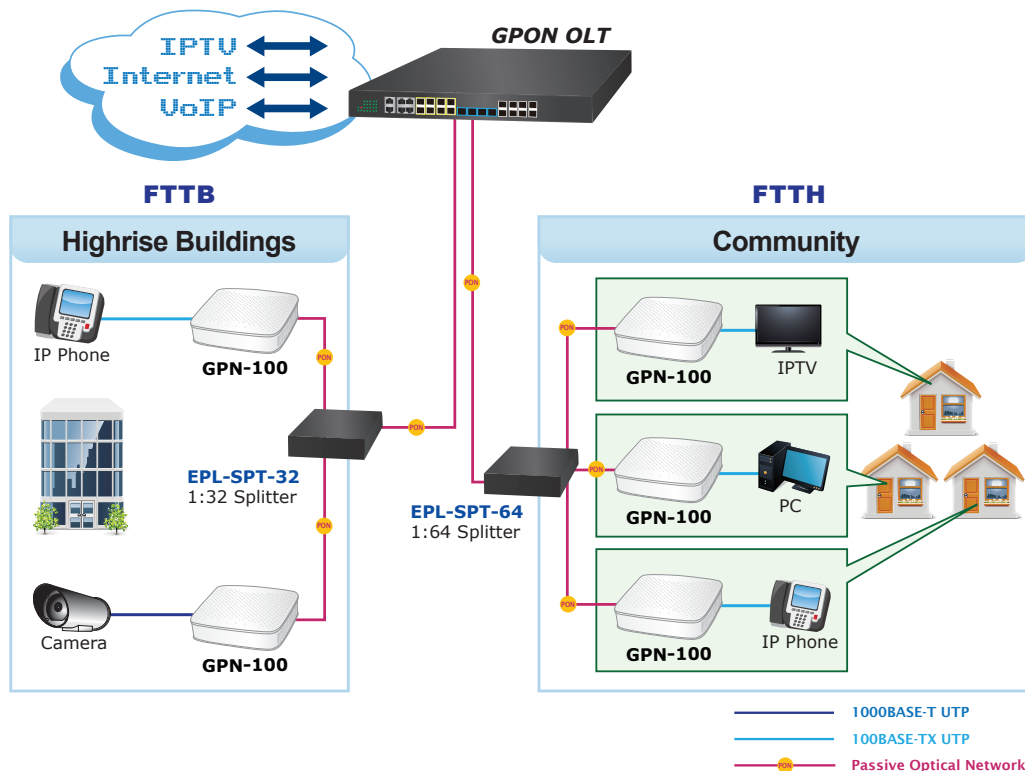 GPON OLT
IPTV
Internet
VoIP
FTTB
Highrise Buildings
IP Phone
GPN-100
PON
PON
EPL-SPT-32
1:32 Splitter
PON
Camera
GPN-100
PON
FTTH
Community
PON
GPN-100
IPTV
PON
GPN-100
PC
EPL-SPT-64
1:64 Splitter
PON
GPN-100
IP Phone
1000BASE-T UTP
100BASE-TX UTP
PON
Passive Optical Network